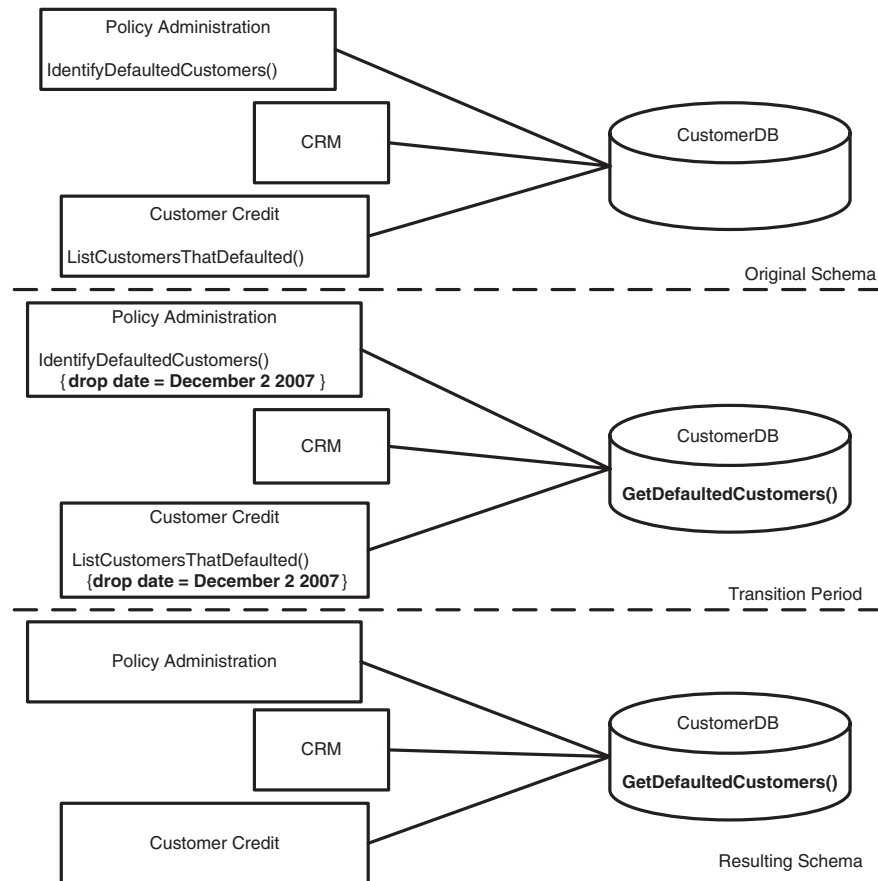 Policy Administration
IdentifyDefaultedCustomers()
CRM
CustomerDB
Customer Credit
ListCustomersThatDefaulted()
Original Schema
Policy Administration
IdentifyDefaultedCustomers()
{ drop date = December 2 2007 }
CRM
CustomerDB
GetDefaultedCustomers()
Customer Credit
ListCustomersThatDefaulted()
{drop date = December 2 2007 }
Transition Period
Policy Administration
CRM
CustomerDB
GetDefaultedCustomers()
Customer Credit
Resulting Schema